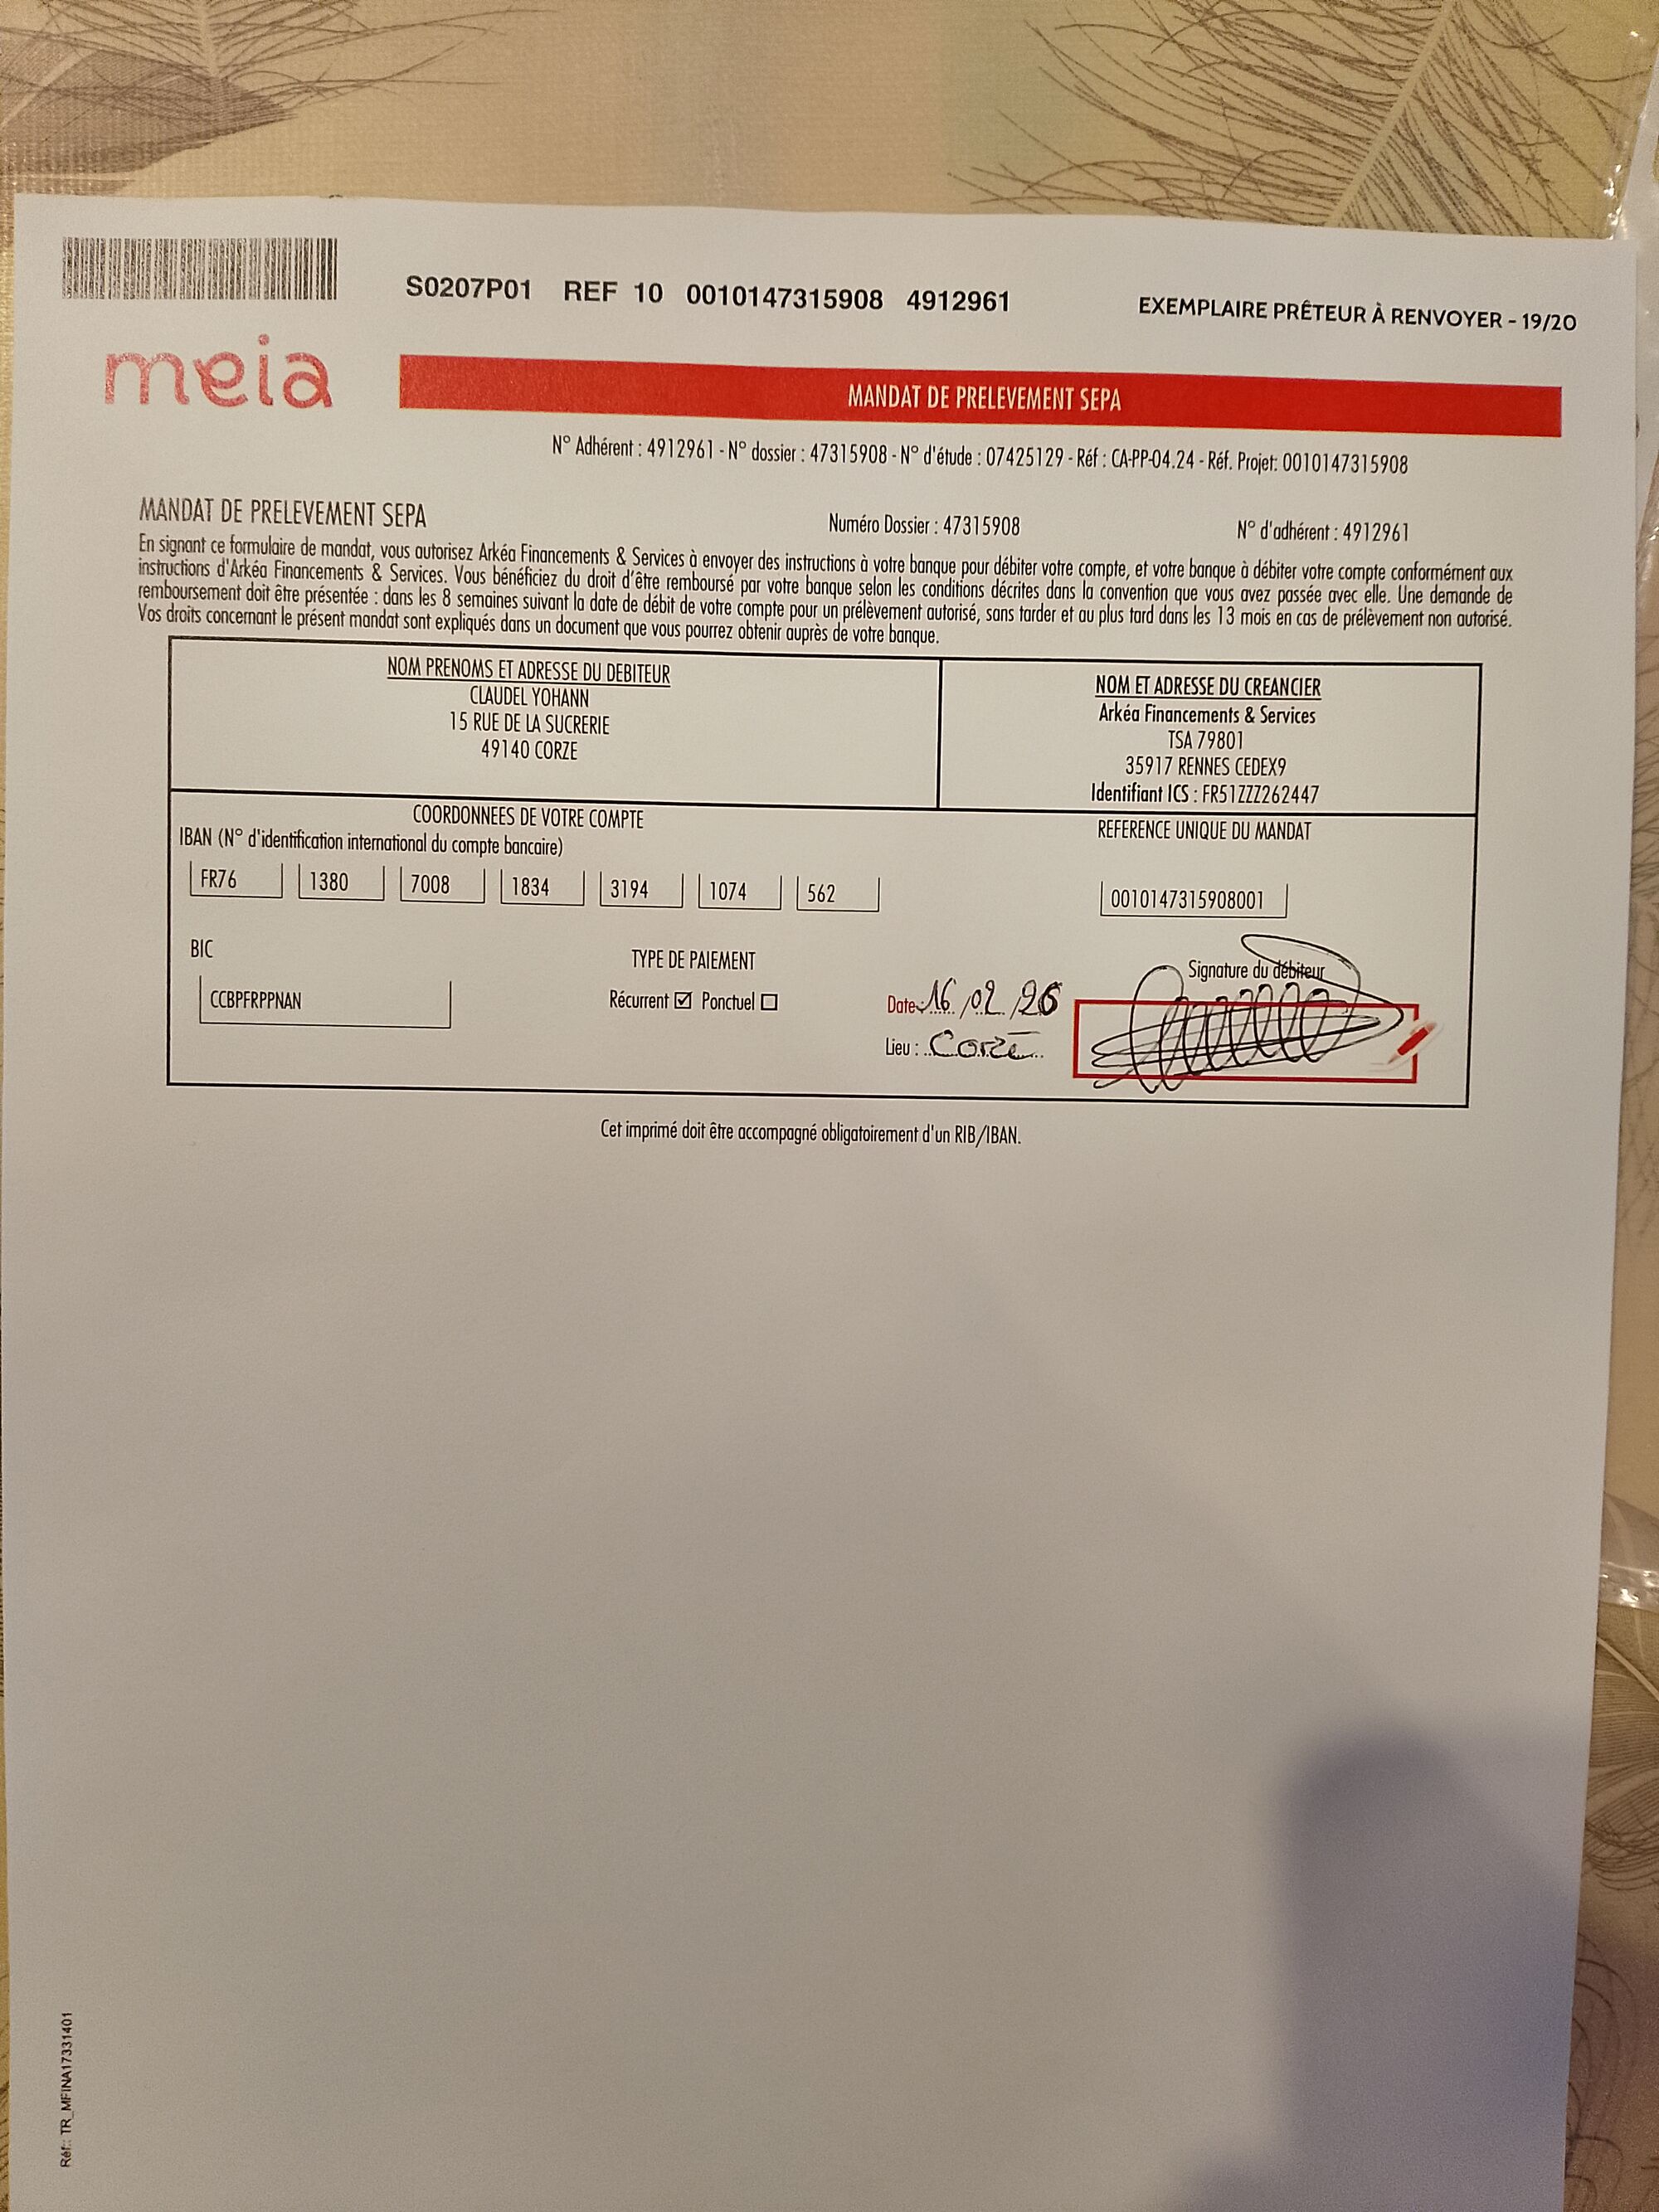 S0207P01 REF 10 0010147315908 4912961
EXEMPLAIRE PRÊTEUR À RENVOYER - 19/20
meia
MANDAT DE PRELEVEMENT SEPA
N° Adhérent : 4912961 - N° dossier : 47315908 - N° d'étude : 07425129 - Réf : CA-PP-04.24 - Réf. Projet: 0010147315908
MANDAT DE PRELEVEMENT SEPA
Numéro Dossier : 47315908
N° d'adhérent : 4912961
En signant ce formulaire de mandat, vous autorisez Arkéa Financements & Services à envoyer des instructions à votre banque pour débiter votre compte, et votre banque à débiter votre compte conformément aux
instructions d'Arkéa Financements & Services. Vous bénéficiez du droit d'être remboursé par votre banque selon les conditions décrites dans la convention que vous avez passée avec elle. Une demande de
remboursement doit être présentée : dans les 8 semaines suivant la date de débit de votre compte pour un prélèvement autorisé, sans tarder et au plus tard dans les 13 mois en cas de prélèvement non autorisé.
Vos droits concernant le présent mandat sont expliqués dans un document que vous pourrez obtenir auprès de votre banque.
NOM PRENOMS ET ADRESSE DU DEBITEUR
CLAUDEL YOHANN
15 RUE DE LA SUCRERIE
49140 CORZE
NOM ET ADRESSE DU CREANCIER
Arkéa Financements & Services
TSA 79801
35917 RENNES CEDEX9
Identifiant ICS : FR51ZZZ262447
COORDONNEES DE VOTRE COMPTE
IBAN (N° d'identification international du compte bancaire)
FR76 1380 7008 1834 3194 1074 562
REFERENCE UNIQUE DU MANDAT
0010147315908001
BIC
CCBPFRPPNAN
TYPE DE PAIEMENT
Récurrent ☑ Ponctuel ☐
Date : 16/02/26
Lieu : Corzé
Signature du débiteur
Cet imprimé doit être accompagné obligatoirement d'un RIB/IBAN.
Réf.: TR_MFINA17331401